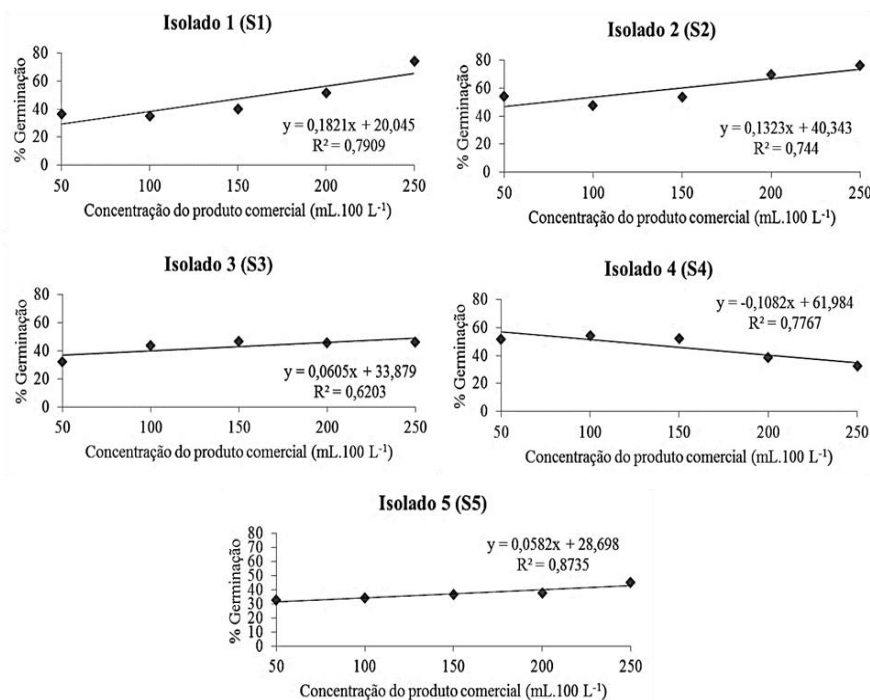 Isolado 1 (S1)
% Germinação
80
60
40
20
0
y = 0,1821x + 20,045
R² = 0,7909
50 100 150 200 250
Concentração do produto comercial (mL.100 L⁻¹)
Isolado 2 (S2)
% Germinação
80
60
40
20
0
y = 0,1323x + 40,343
R² = 0,744
50 100 150 200 250
Concentração do produto comercial (mL.100 L⁻¹)
Isolado 3 (S3)
% Germinação
80
60
40
20
0
y = 0,0605x + 33,879
R² = 0,6203
50 100 150 200 250
Concentração do produto comercial (mL.100 L⁻¹)
Isolado 4 (S4)
% Germinação
80
60
40
20
0
y = -0,1082x + 61,984
R² = 0,7767
50 100 150 200 250
Concentração do produto comercial (mL.100 L⁻¹)
Isolado 5 (S5)
% Germinação
80
70
60
50
40
30
20
10
0
y = 0,0582x + 28,698
R² = 0,8735
50 100 150 200 250
Concentração do produto comercial (mL.100 L⁻¹)